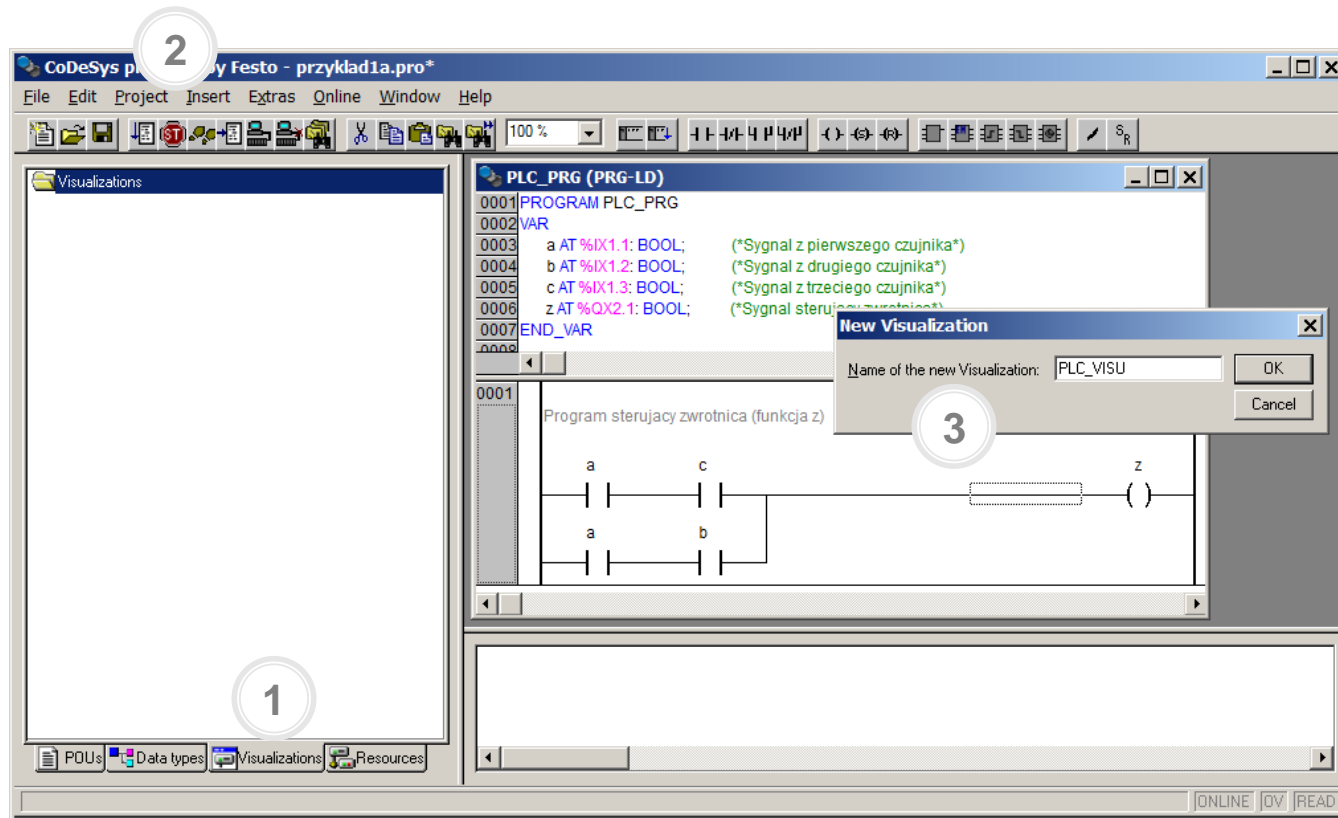 2
CoDeSys p by Festo - przyklad1a.pro*
File Edit Project Insert Extras Online Window Help
100 %
S R
Visualizations
PLC_PRG (PRG-LD)
0001 PROGRAM PLC_PRG
0002 VAR
0003 a AT %IX1.1: BOOL; (*Sygnal z pierwszego czujnika*)
0004 b AT %IX1.2: BOOL; (*Sygnal z drugiego czujnika*)
0005 c AT %IX1.3: BOOL; (*Sygnal z trzeciego czujnika*)
0006 z AT %QX2.1: BOOL; (*Sygnal sterujacy zwrotnica*)
0007 END_VAR
0008
New Visualization
Name of the new Visualization: PLC_VISU OK
Cancel
3
0001
Program sterujacy zwrotnica (funkcja z)
a c z
a b
1
POUs Data types Visualizations Resources
ONLINE OV READ